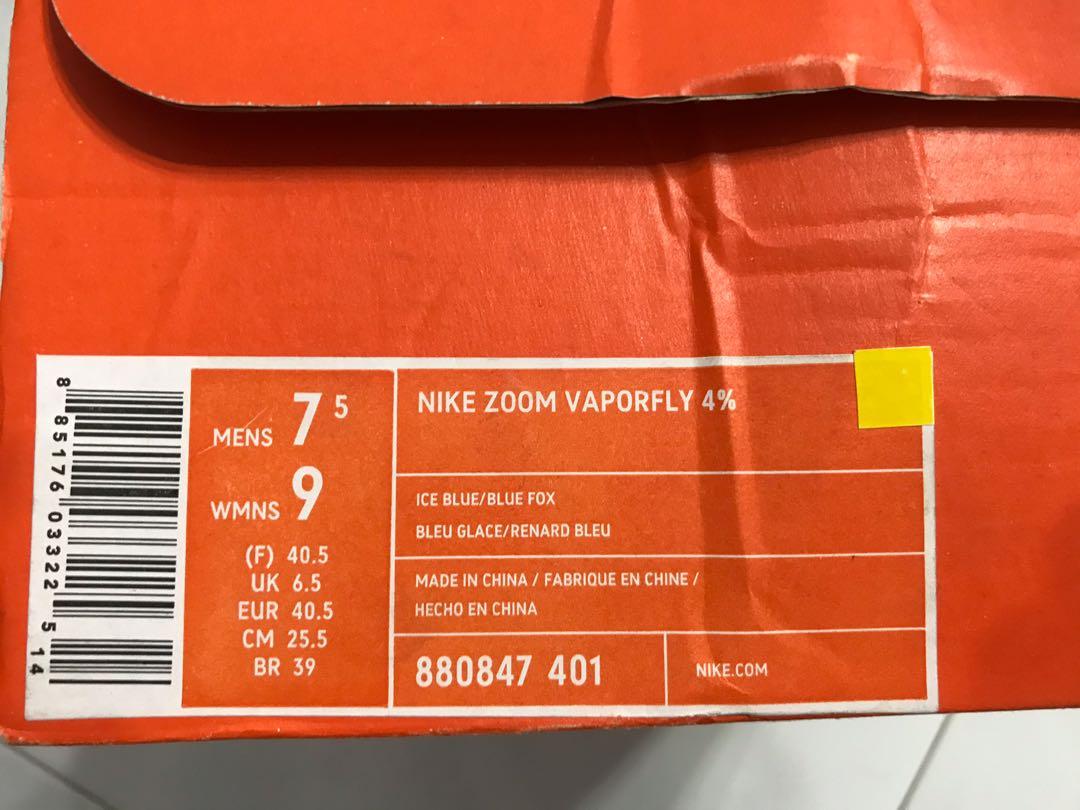 8 85176 03322 5 14
MENS 7 5
WMNS 9
(F) 40.5
UK 6.5
EUR 40.5
CM 25.5
BR 39
NIKE ZOOM VAPORFLY 4%
ICE BLUE/BLUE FOX
BLEU GLACE/RENARD BLEU
MADE IN CHINA / FABRIQUE EN CHINE /
HECHO EN CHINA
880847 401
NIKE.COM